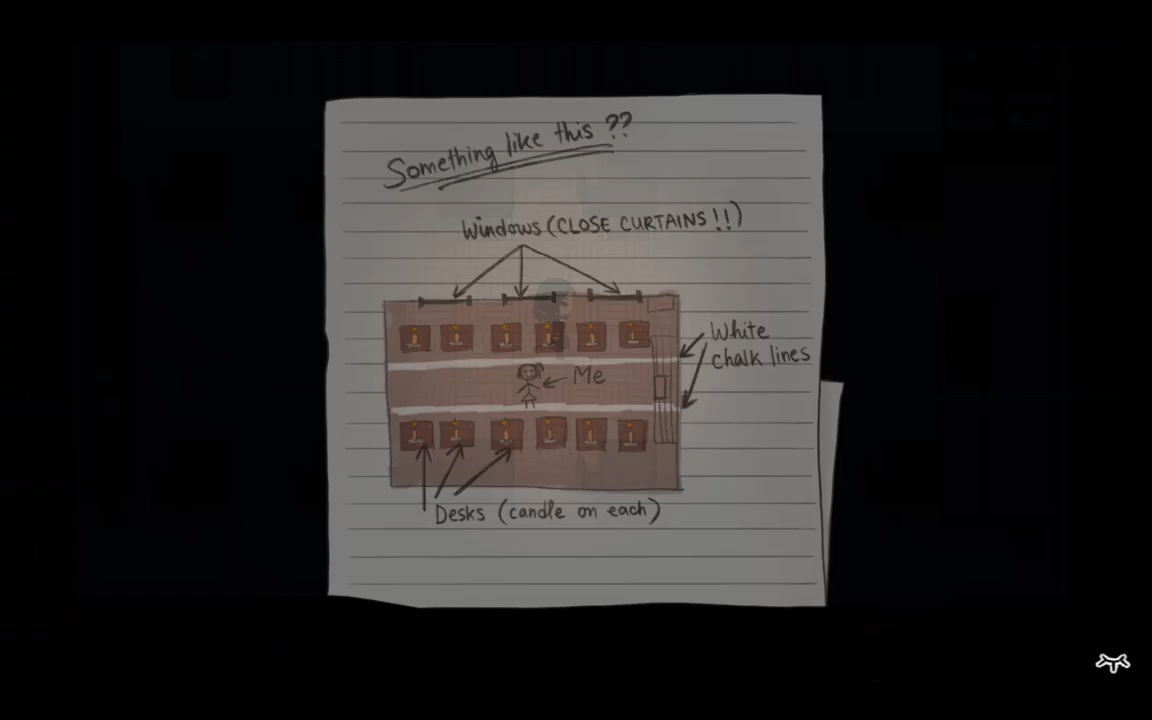 Something like this ??
Windows (CLOSE CURTAINS !!)
White
chalk lines
Me
Desks (candle on each)